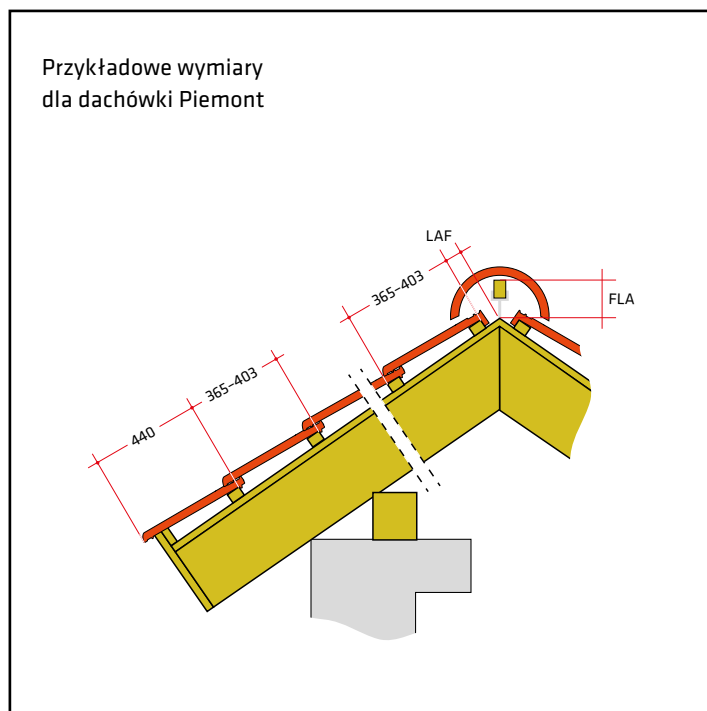 Przykładowe wymiary
dla dachówki Piemont
LAF
365–403
FLA
365–403
440